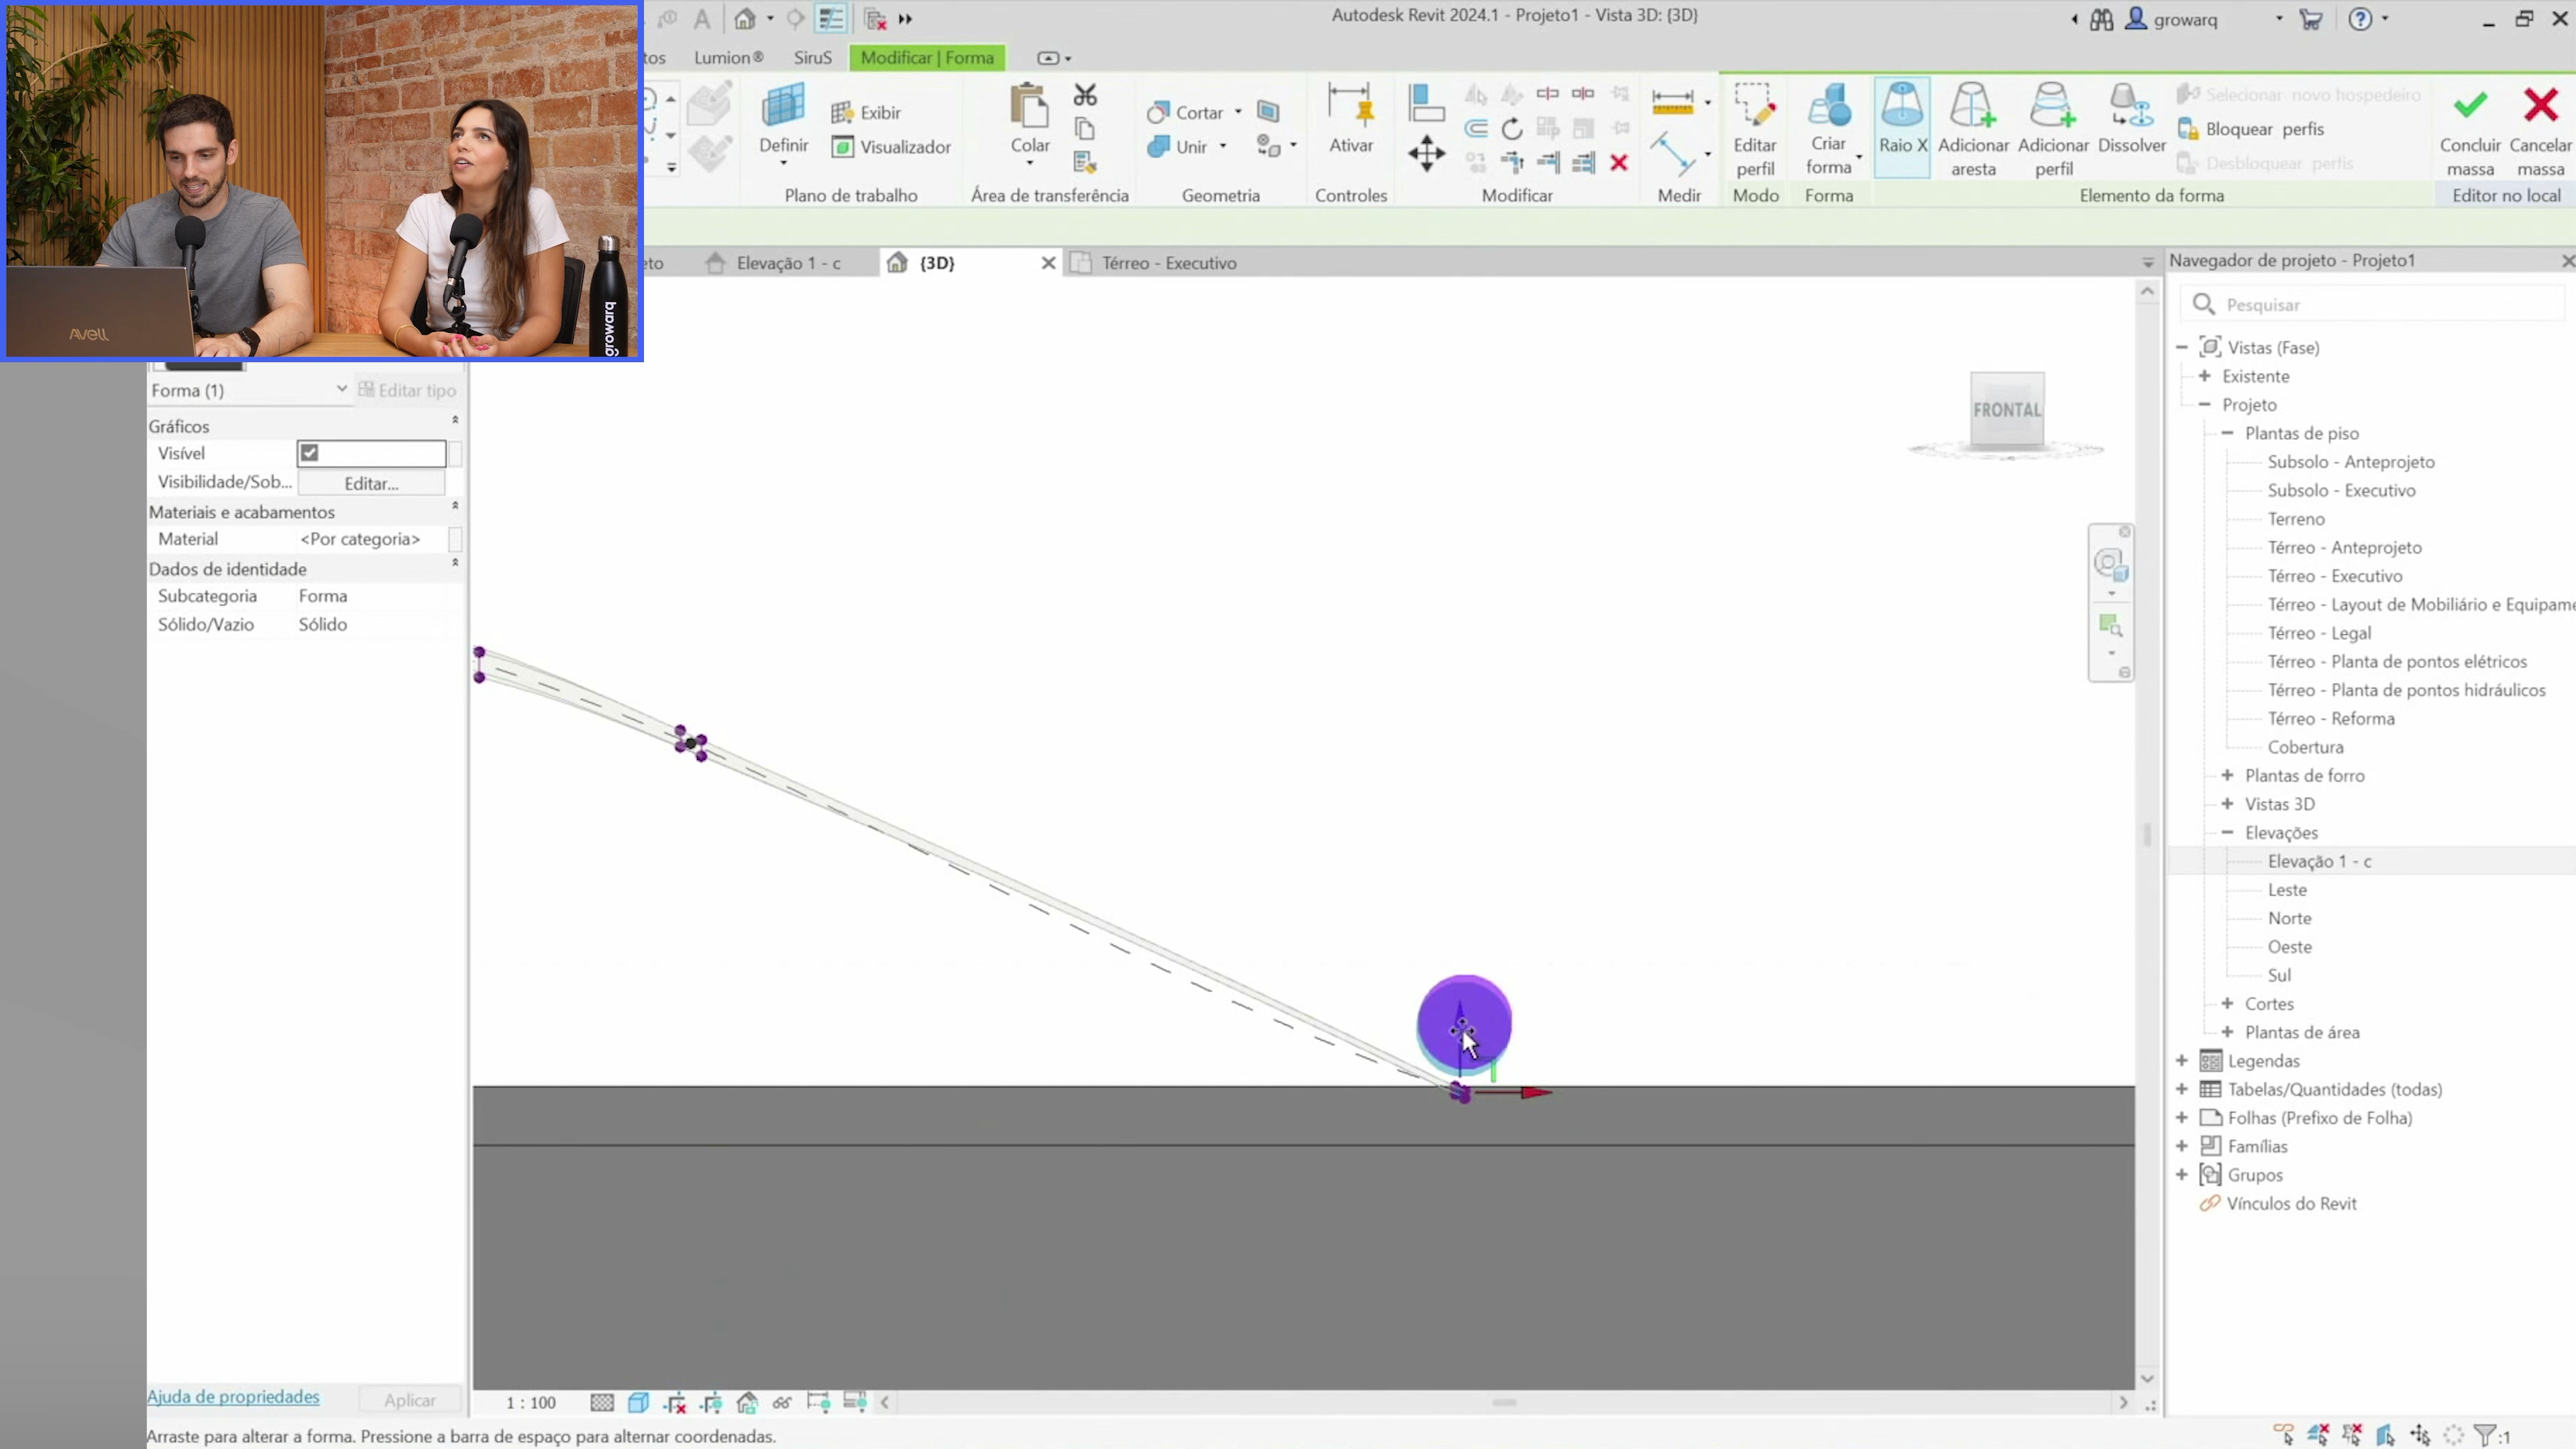 Autodesk Revit 2024.1 - Projeto1 - Vista 3D: {3D}
growarq
tos
Lumion®
SiruS
Modificar | Forma
Definir
Exibir
Visualizador
Plano de trabalho
Colar
Área de transferência
Cortar
Unir
Geometria
Ativar
Controles
Modificar
Medir
Editar perfil
Modo
Criar forma
Forma
Raio X
Adicionar aresta
Adicionar perfil
Dissolver
Selecionar novo hospedeiro
Bloquear perfis
Desbloquear perfis
Elemento da forma
Concluir massa
Cancelar massa
Editor no local
Avell
growarq
eto
Elevação 1 - c
{3D}
Térreo - Executivo
Forma (1)
Editar tipo
Gráficos
Visível
Visibilidade/Sob...
Editar...
Materiais e acabamentos
Material
<Por categoria>
Dados de identidade
Subcategoria
Forma
Sólido/Vazio
Sólido
FRONTAL
Navegador de projeto - Projeto1
Pesquisar
Vistas (Fase)
Existente
Projeto
Plantas de piso
Subsolo - Anteprojeto
Subsolo - Executivo
Terreno
Térreo - Anteprojeto
Térreo - Executivo
Térreo - Layout de Mobiliário e Equipame
Térreo - Legal
Térreo - Planta de pontos elétricos
Térreo - Planta de pontos hidráulicos
Térreo - Reforma
Cobertura
Plantas de forro
Vistas 3D
Elevações
Elevação 1 - c
Leste
Norte
Oeste
Sul
Cortes
Plantas de área
Legendas
Tabelas/Quantidades (todas)
Folhas (Prefixo de Folha)
Famílias
Grupos
Vínculos do Revit
Ajuda de propriedades
Aplicar
1 : 100
Arraste para alterar a forma. Pressione a barra de espaço para alternar coordenadas.
:1